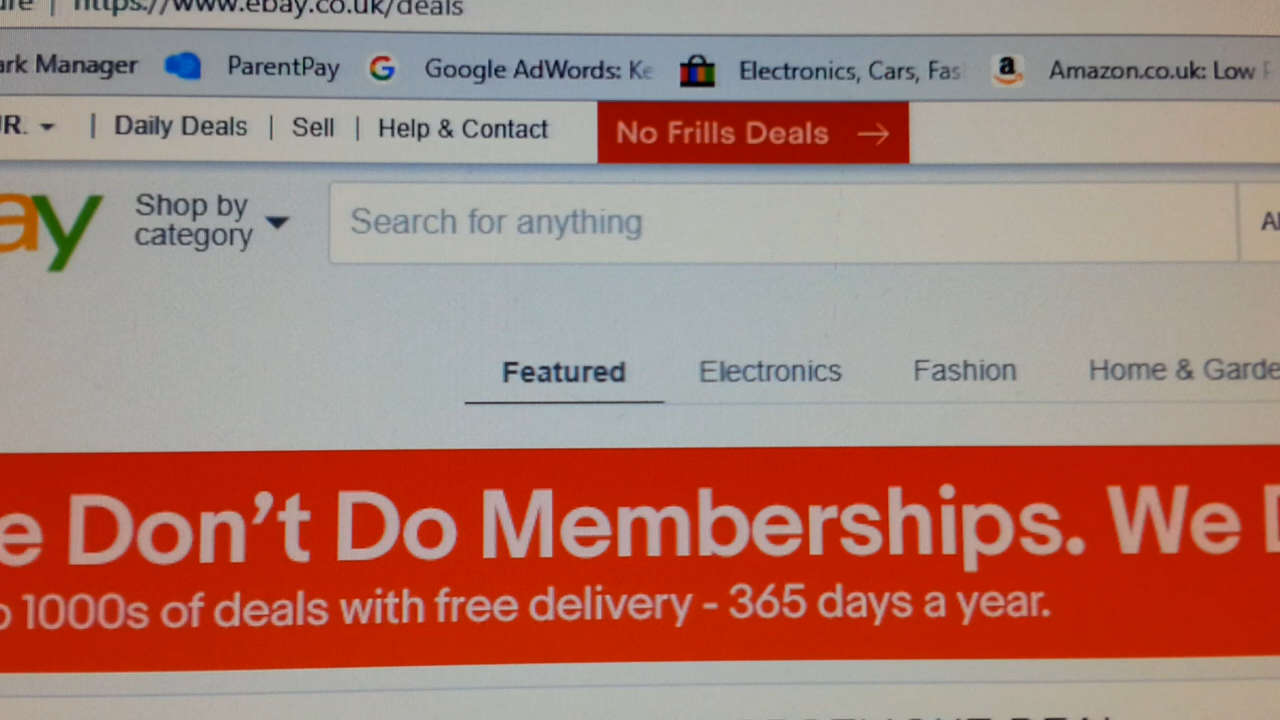 https://www.ebay.co.uk/deals
Manager ParentPay Google AdWords: Electronics, Cars, Fas Amazon.co.uk: Low
Daily Deals | Sell | Help & Contact No Frills Deals →
ay Shop by category Search for anything
Featured Electronics Fashion Home & Garde
e Don't Do Memberships. We
1000s of deals with free delivery - 365 days a year.